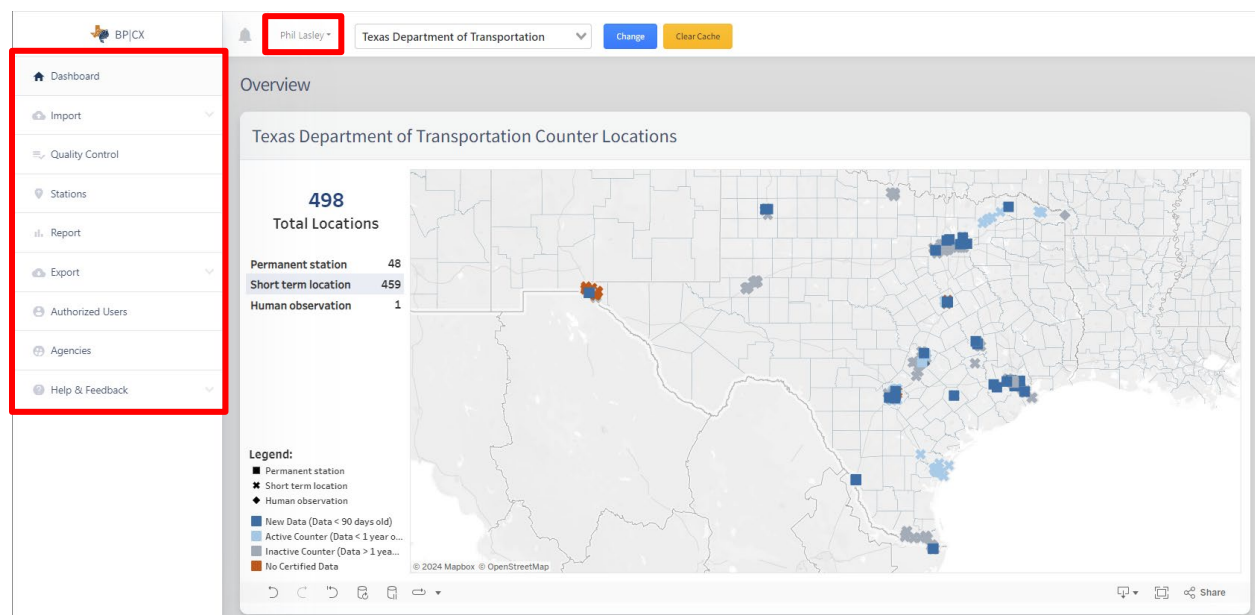 BP|CX
Phil Lasley
Texas Department of Transportation
Change
Clear Cache
Dashboard
Import
Quality Control
Stations
Report
Export
Authorized Users
Agencies
Help & Feedback
Overview
Texas Department of Transportation Counter Locations
498
Total Locations
Permanent station 48
Short term location 459
Human observation 1
Legend:
Permanent station
Short term location
Human observation
New Data (Data < 90 days old)
Active Counter (Data < 1 year o...
Inactive Counter (Data > 1 yea...
No Certified Data
© 2024 Mapbox © OpenStreetMap
Share